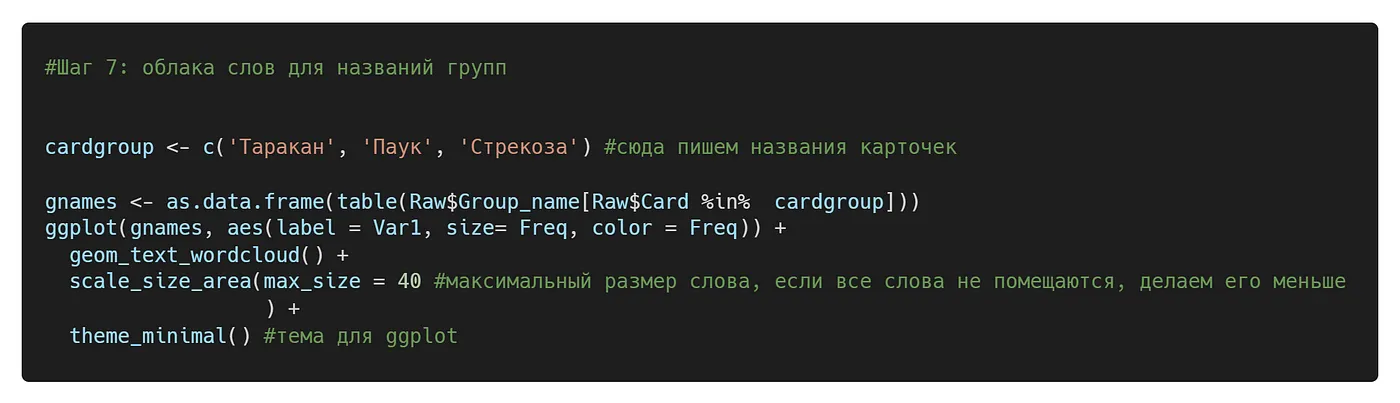 #Шаг 7: облака слов для названий групп
cardgroup <- c('Таракан', 'Паук', 'Стрекоза') #сюда пишем названия карточек
gnames <- as.data.frame(table(Raw$Group_name[Raw$Card %in%  cardgroup]))
ggplot(gnames, aes(label = Var1, size= Freq, color = Freq)) +
  geom_text_wordcloud() +
  scale_size_area(max_size = 40 #максимальный размер слова, если все слова не помещаются, делаем его меньше
                  ) +
  theme_minimal() #тема для ggplot